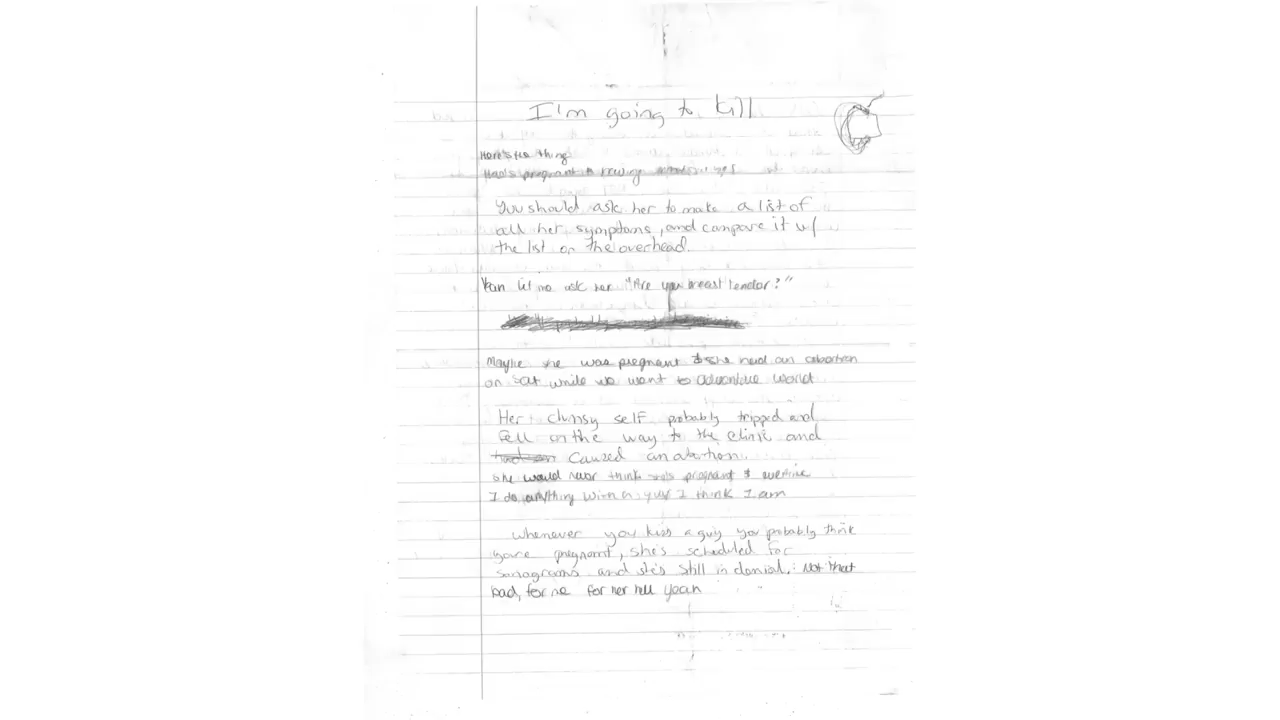 I'm going to kill
Here's the thing
pregnant
You should ask her to make a list of
all her symptoms, and compare it w/
the list on the overhead.
ask her "Are you breast tender?"
Maybe she was pregnant & she had an abortion
on Sat while we went to adventure world
Her clumsy self probably tripped and
fell on the way to the clinic and
caused an abortion.
She would never think she's pregnant &
I do anything with a guy I think I am
Whenever you kiss a guy you probably think
you're pregnant, she's scheduled for
sonograms and she's still in denial. Not that
bad, for me for her hell yeah